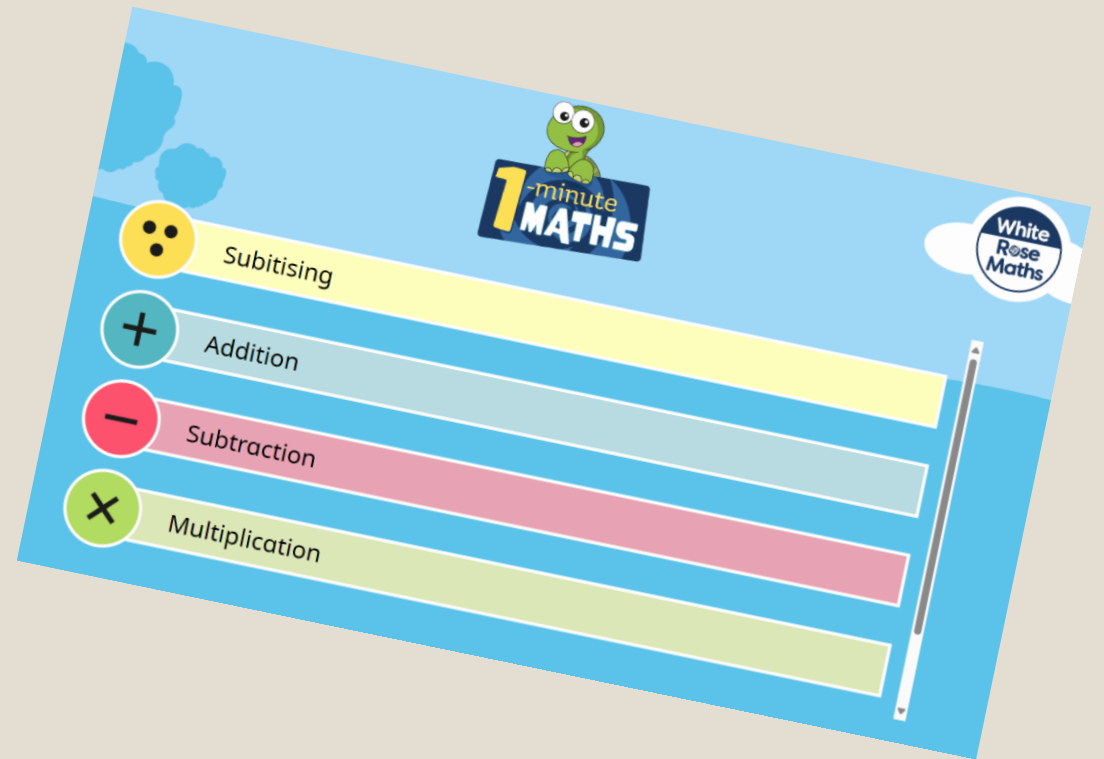 1-minute
MATHS
White
Rose
Maths
Subitising
Addition
Subtraction
Multiplication